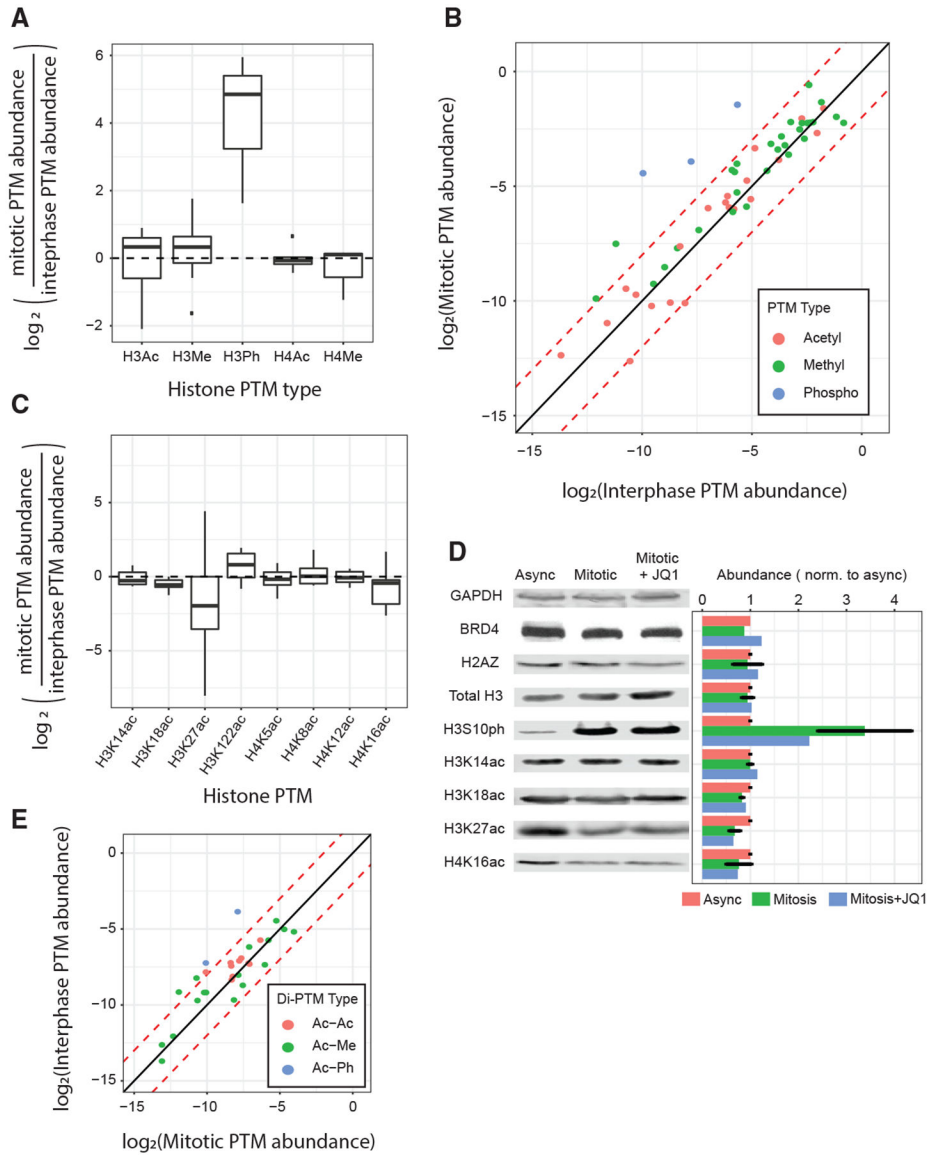 A
log ₂ ( mitotic PTM abundance
inteprhase PTM abundance )
6
4
2
0
−2
H3Ac H3Me H3Ph H4Ac H4Me
Histone PTM type
B
log₂(Mitotic PTM abundance)
0
−5
−10
−15
PTM Type
Acetyl
Methyl
Phospho
−15 −10 −5 0
log₂(Interphase PTM abundance)
C
log ₂ ( mitotic PTM abundance
interphase PTM abundance )
5
0
−5
H3K14ac H3K18ac H3K27ac H3K122ac H4K5ac H4K8ac H4K12ac H4K16ac
Histone PTM
D
Async Mitotic Mitotic
+ JQ1
Abundance ( norm. to async)
0 1 2 3 4
GAPDH
BRD4
H2AZ
Total H3
H3S10ph
H3K14ac
H3K18ac
H3K27ac
H4K16ac
Async Mitosis Mitosis+JQ1
E
log₂(Interphase PTM abundance)
0
−5
−10
−15
Di−PTM Type
Ac−Ac
Ac−Me
Ac−Ph
−15 −10 −5 0
log₂(Mitotic PTM abundance)